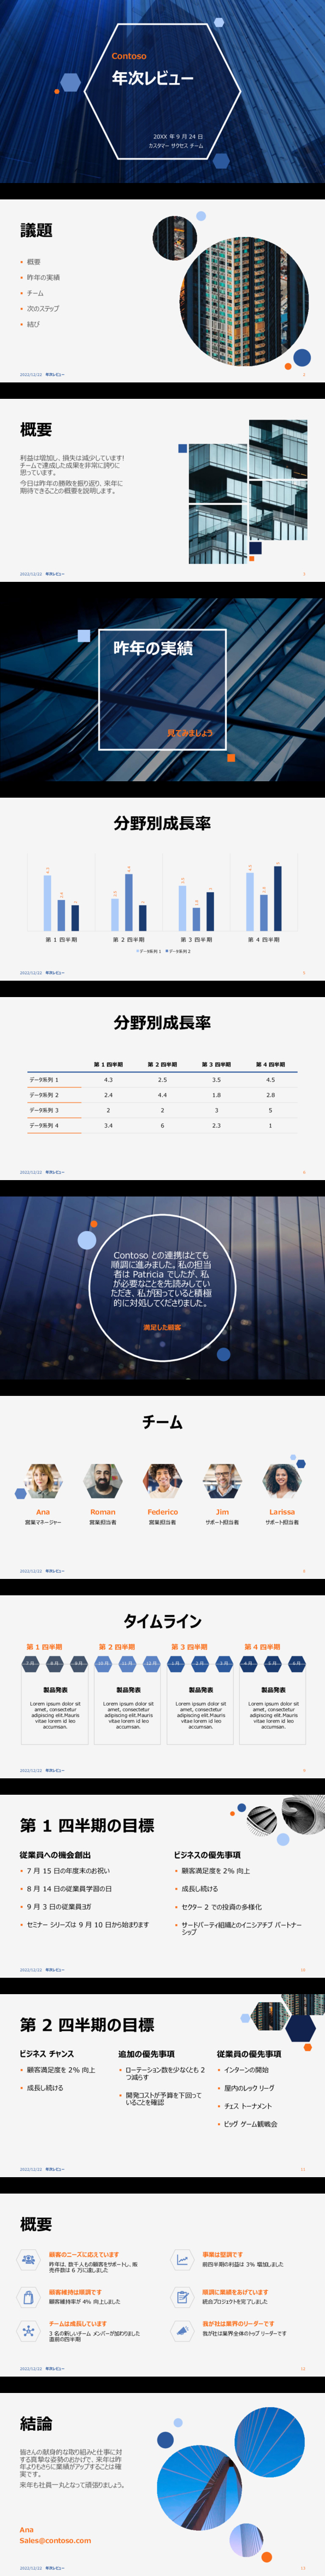 Contoso
年次レビュー
20XX 年 9 月 24 日
カスタマー サクセス チーム
議題
• 概要
• 昨年の実績
• チーム
• 次のステップ
• 結び
2022/12/22 年次レビュー 2
概要
利益は増加し、損失は減少しています!
チームで達成した成果を非常に誇りに
思っています。
今日は昨年の勝敗を振り返り、来年に
期待できることの概要を説明します。
2022/12/22 年次レビュー 3
昨年の実績
見てみましょう
分野別成長率
第 1 四半期 第 2 四半期 第 3 四半期 第 4 四半期
データ系列 1 データ系列 2
2022/12/22 年次レビュー 5
分野別成長率
第 1 四半期 第 2 四半期 第 3 四半期 第 4 四半期
データ系列 1 4.3 2.5 3.5 4.5
データ系列 2 2.4 4.4 1.8 2.8
データ系列 3 2 2 3 5
データ系列 4 3.4 6 2.3 1
2022/12/22 年次レビュー 6
Contoso との連携はとても
順調に進みました。私の担当
者は Patricia でしたが、私
が必要なことを先読みしてい
ただき、私が困っていると積極
的に対処してくださりました。
満足した顧客
チーム
Ana Roman Federico Jim Larissa
営業マネージャー 営業担当者 営業担当者 サポート担当者 サポート担当者
2022/12/22 年次レビュー 8
タイムライン
第 1 四半期 第 2 四半期 第 3 四半期 第 4 四半期
7 月 8 月 9 月 10 月 11 月 12 月 1 月 2 月 3 月 4 月 5 月 6 月
製品発表 製品発表 製品発表 製品発表
Lorem ipsum dolor sit Lorem ipsum dolor sit Lorem ipsum dolor sit Lorem ipsum dolor sit
amet, consectetur amet, consectetur amet, consectetur amet, consectetur
adipiscing elit.Mauris adipiscing elit.Mauris adipiscing elit.Mauris adipiscing elit.Mauris
vitae lorem id leo vitae lorem id leo vitae lorem id leo vitae lorem id leo
accumsan. accumsan. accumsan. accumsan.
2022/12/22 年次レビュー 9
第 1 四半期の目標
従業員への機会創出
• 7 月 15 日の年度末のお祝い
• 8 月 14 日の従業員学習の日
• 9 月 3 日の従業員ヨガ
• セミナー シリーズは 9 月 10 日から始まります
ビジネスの優先事項
• 顧客満足度を 2% 向上
• 成長し続ける
• セクター 2 での投資の多様化
• サードパーティ組織とのイニシアチブ パートナー
シップ
2022/12/22 年次レビュー 10
第 2 四半期の目標
ビジネス チャンス
• 顧客満足度を 2% 向上
• 成長し続ける
追加の優先事項
• ローテーション数を少なくとも 2
つ減らす
• 開発コストが予算を下回って
いることを確認
従業員の優先事項
• インターンの開始
• 屋内のレック リーグ
• チェス トーナメント
• ビッグ ゲーム観戦会
2022/12/22 年次レビュー 11
概要
顧客のニーズに応えています
昨年は、数千人もの顧客をサポートし、販
売件数は 6 万に達しました
事業は堅調です
前四半期の利益は 3% 増加しました
顧客維持は順調です
顧客維持率が 4% 向上しました
順調に業績をあげています
統合プロジェクトを完了しました
チームは成長しています
3 名の新しいチーム メンバーが加わりました
直前の四半期
我が社は業界のリーダーです
我が社は業界全体のトップ リーダーです
2022/12/22 年次レビュー 12
結論
皆さんの献身的な取り組みと仕事に対
する真摯な姿勢のおかげで、来年は昨
年よりもさらに業績がアップすることは確
実です。
来年も社員一丸となって頑張りましょう。
Ana
Sales@contoso.com
2022/12/22 年次レビュー 13